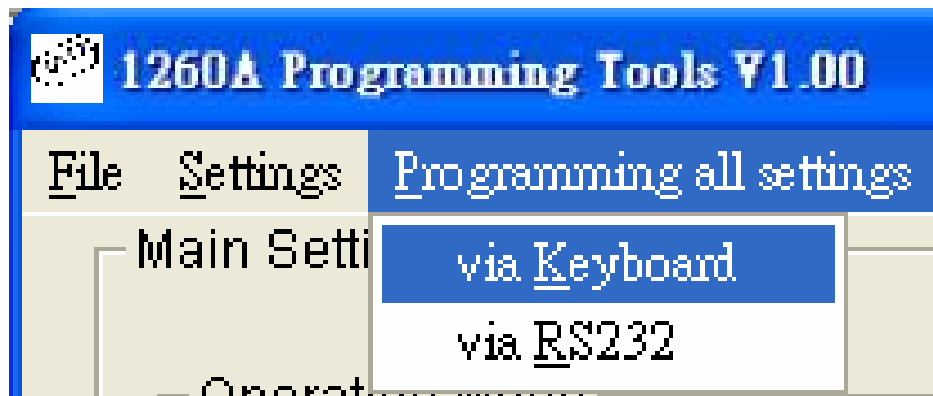 1260A Programming Tools V1.00
File Settings Programming all settings
Main Setti
via Keyboard
via RS232